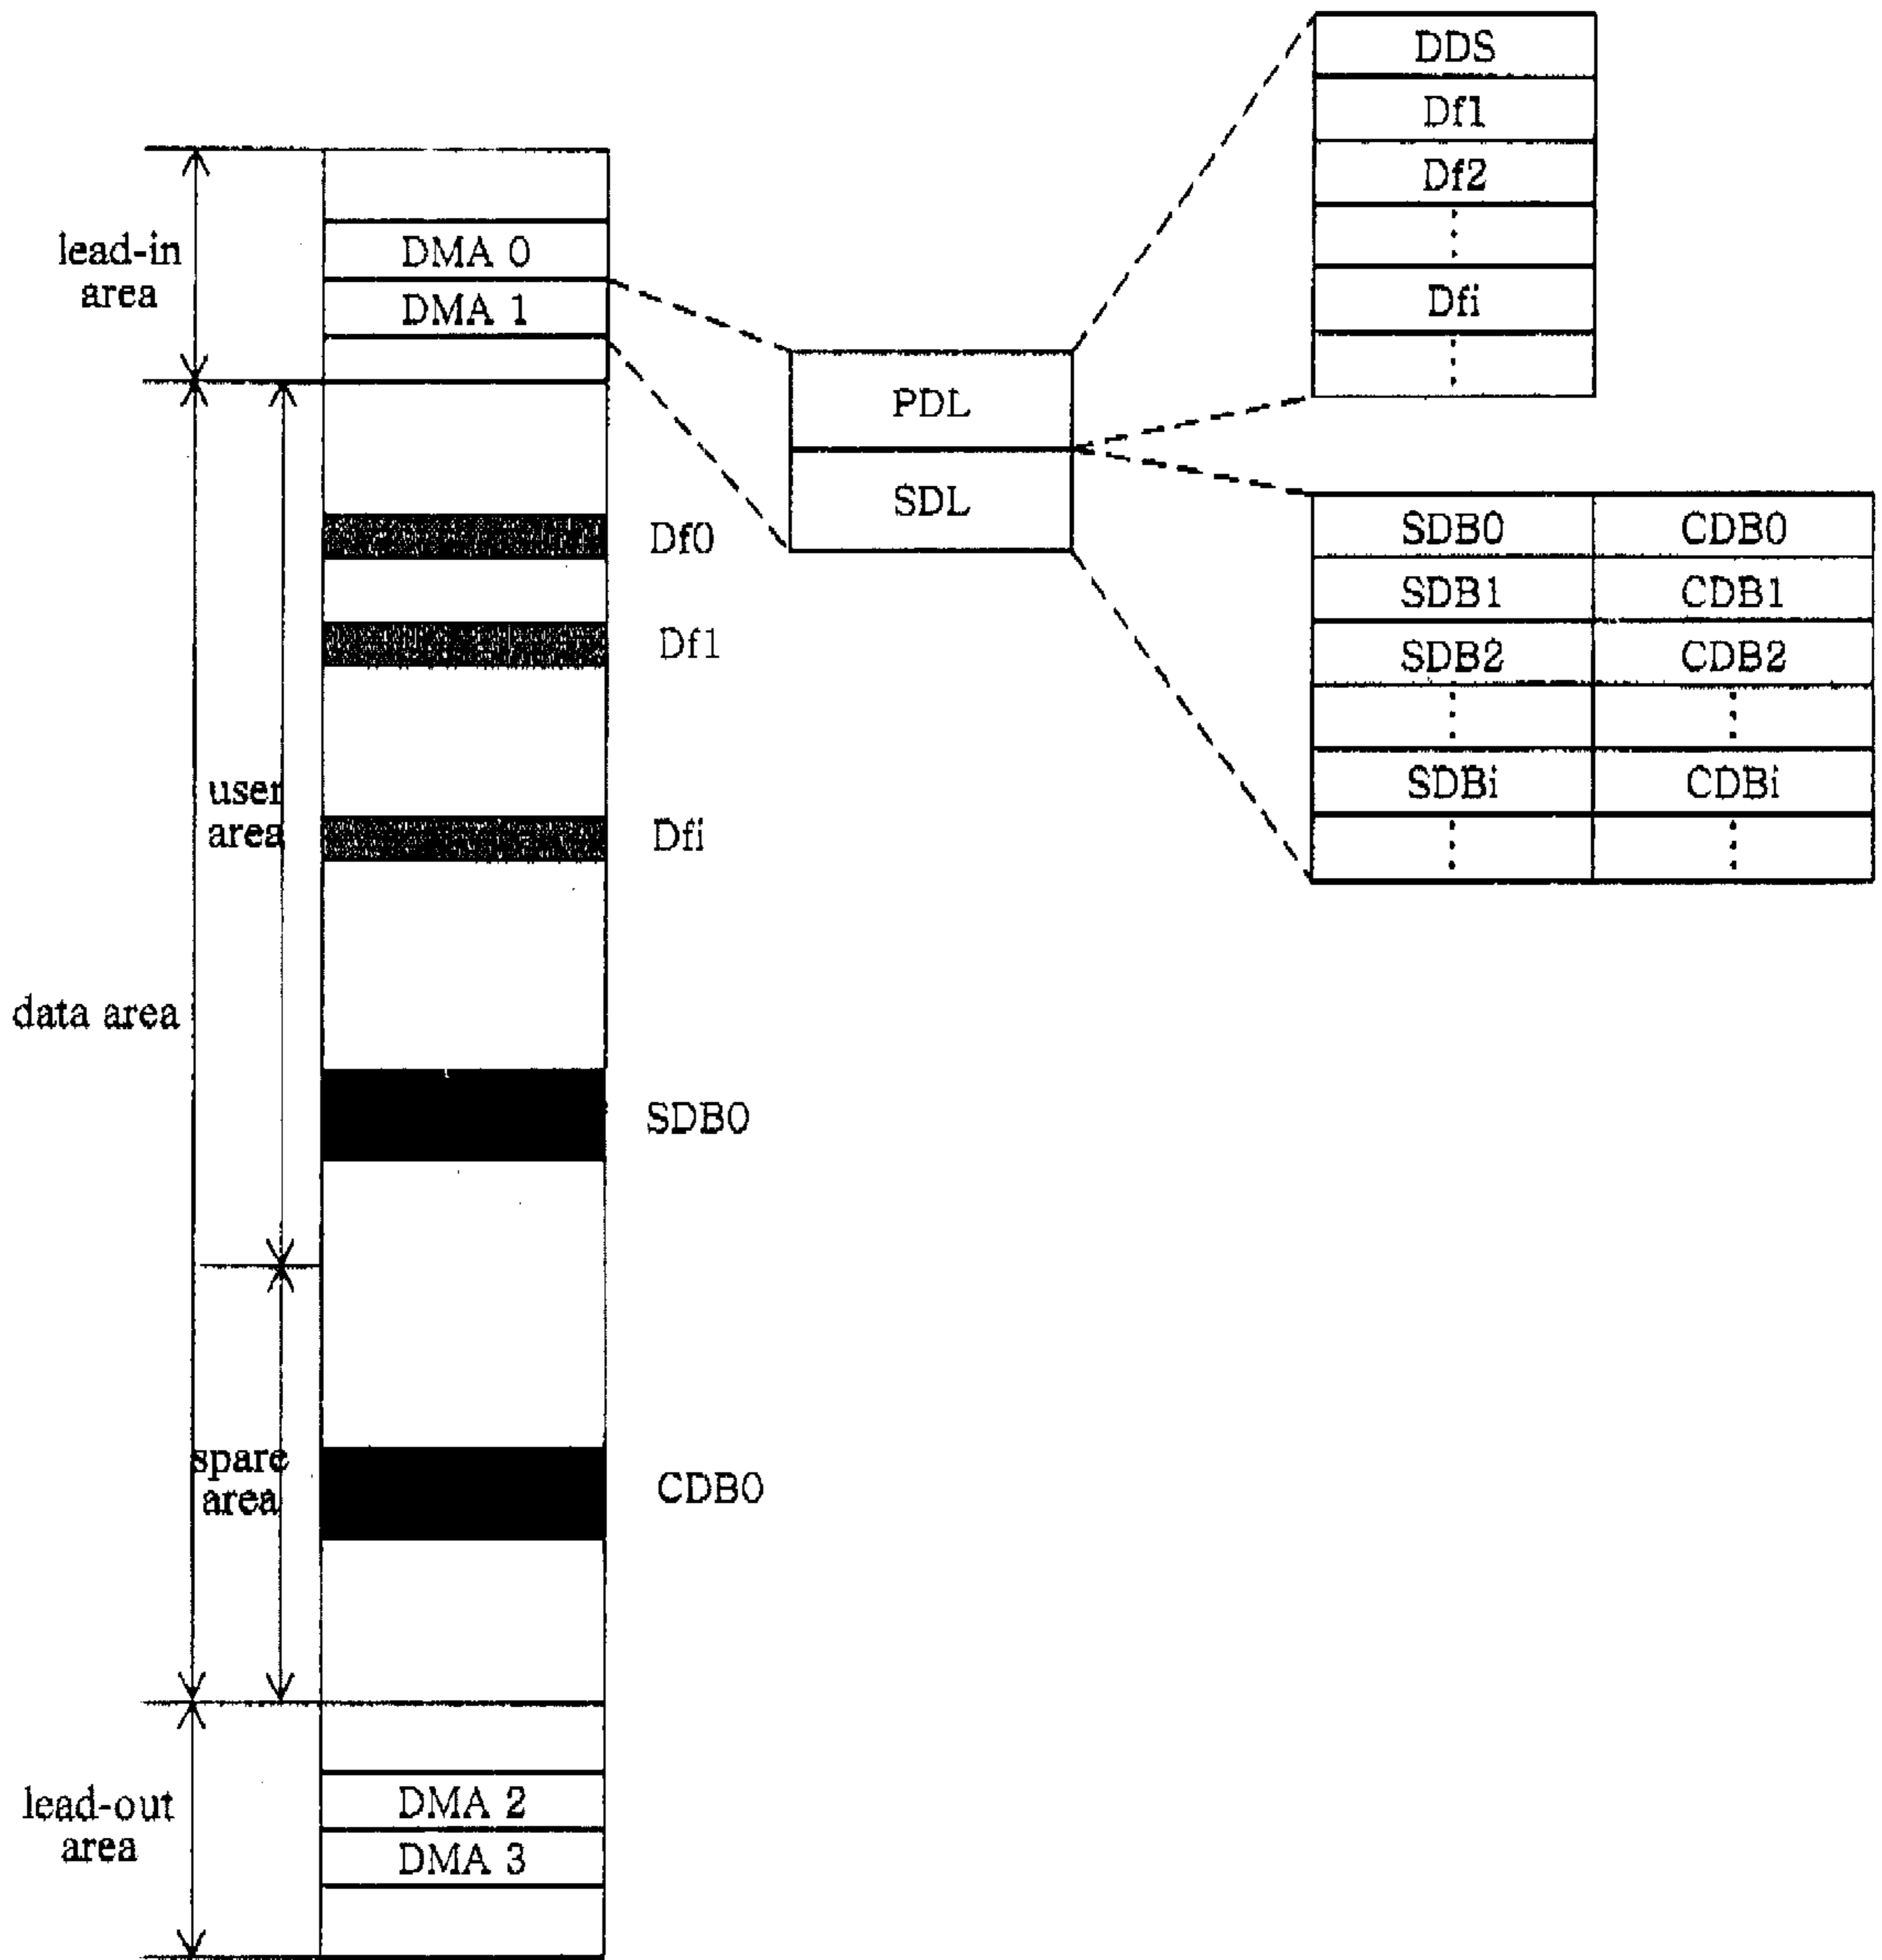 lead-in
area
DMA 0
DMA 1
PDL
SDL
DDS
Df1
Df2
Dfi
SDB0 CDB0
SDB1 CDB1
SDB2 CDB2
SDBi CDBi
data area
user
area
Df0
Df1
Dfi
SDB0
spare
area
CDB0
lead-out
area
DMA 2
DMA 3